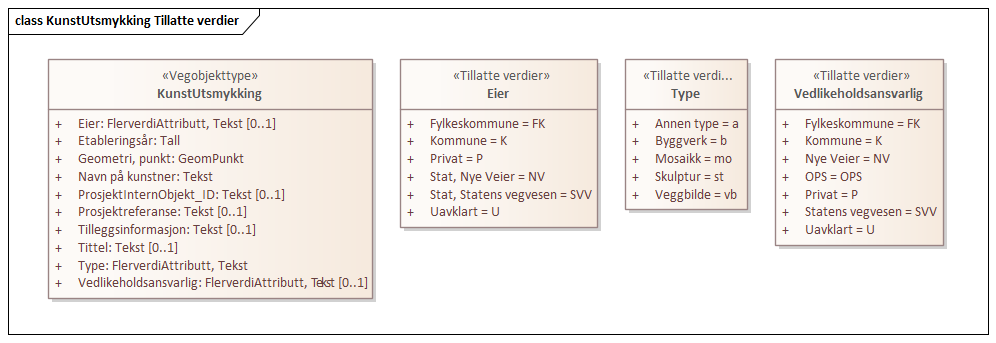 class KunstUtsmykking Tillatte verdier
«Vegobjekttype»
KunstUtsmykking
+ Eier: FlerverdiAttributt, Tekst [0..1]
+ Etableringsår: Tall
+ Geometri, punkt: GeomPunkt
+ Navn på kunstner: Tekst
+ ProsjektInternObjekt_ID: Tekst [0..1]
+ Prosjektreferanse: Tekst [0..1]
+ Tilleggsinformasjon: Tekst [0..1]
+ Tittel: Tekst [0..1]
+ Type: FlerverdiAttributt, Tekst
+ Vedlikeholdsansvarlig: FlerverdiAttributt, Tekst [0..1]
«Tillatte verdier»
Eier
+ Fylkeskommune = FK
+ Kommune = K
+ Privat = P
+ Stat, Nye Veier = NV
+ Stat, Statens vegvesen = SVV
+ Uavklart = U
«Tillatte verdi...
Type
+ Annen type = a
+ Byggverk = b
+ Mosaikk = mo
+ Skulptur = st
+ Veggbilde = vb
«Tillatte verdier»
Vedlikeholdsansvarlig
+ Fylkeskommune = FK
+ Kommune = K
+ Nye Veier = NV
+ OPS = OPS
+ Privat = P
+ Statens vegvesen = SVV
+ Uavklart = U